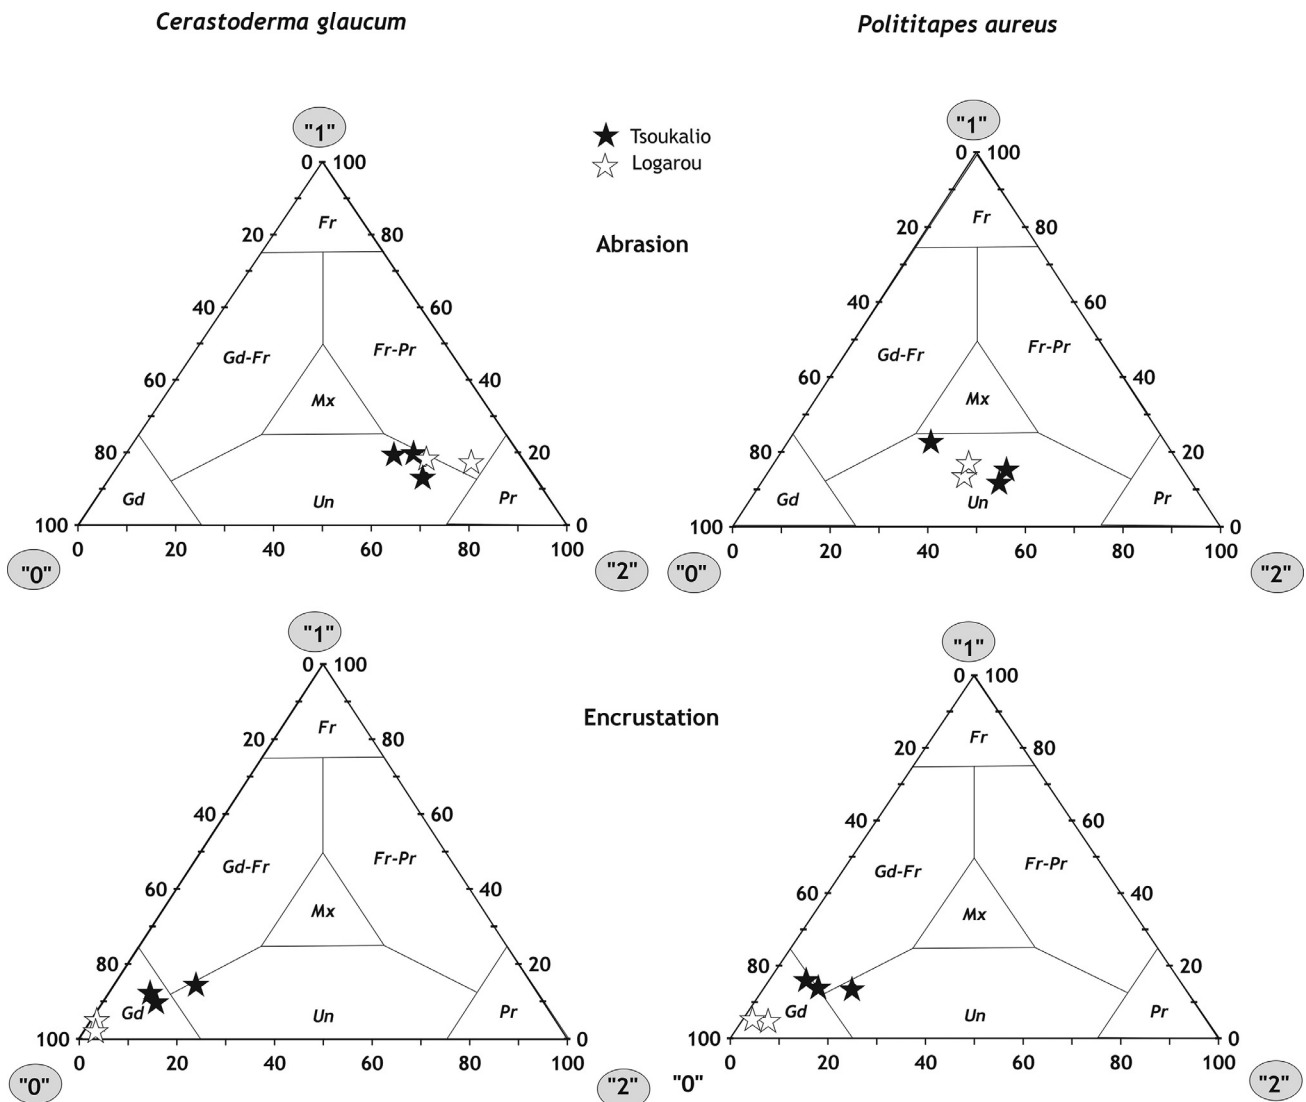 Cerastoderma glaucum
Polititapes aureus
"1"
0 100
Fr
20 80
40 60
Gd-Fr Fr-Pr
60 40
Mx
80 20
Gd Un Pr
100 0
0 20 40 60 80 100
"0" "2"
Tsoukalio
Logarou
Abrasion
"1"
0 100
Fr
20 80
40 60
Gd-Fr Fr-Pr
60 40
Mx
80 20
Gd Un Pr
100 0
0 20 40 60 80 100
"0" "2"
"1"
0 100
Fr
20 80
40 60
Gd-Fr Fr-Pr
60 40
Mx
80 20
Gd Un Pr
100 0
0 20 40 60 80 100
"0" "2"
Encrustation
"1"
0 100
Fr
20 80
40 60
Gd-Fr Fr-Pr
60 40
Mx
80 20
Gd Un Pr
100 0
0 20 40 60 80 100
"0" "2"